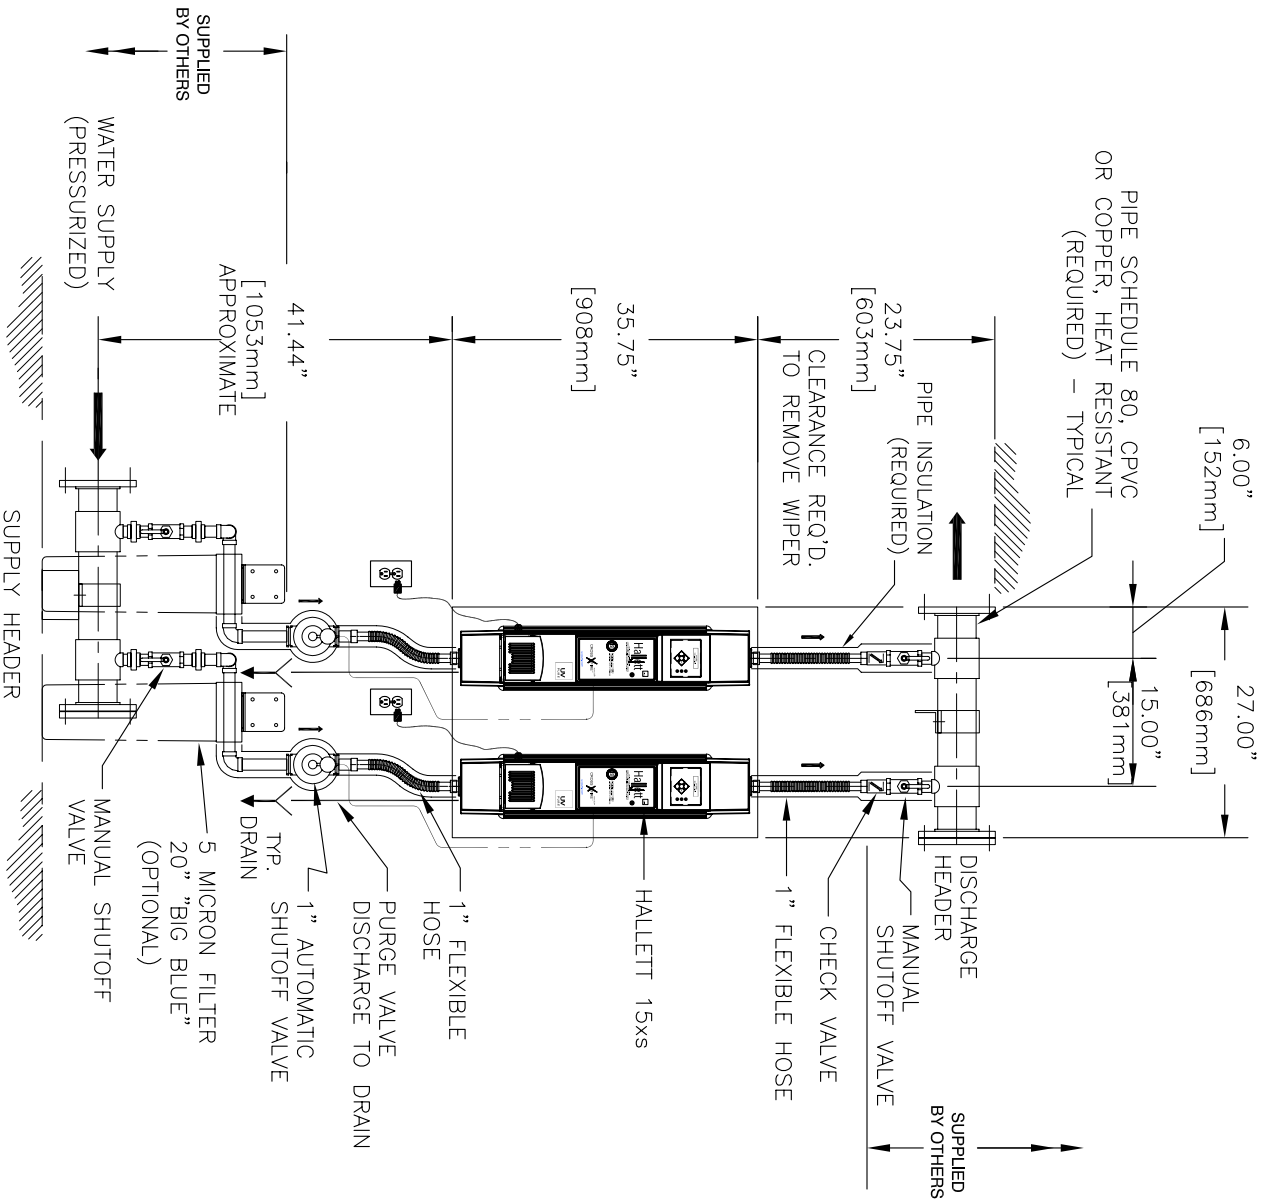 6.00"
[152mm]
27.00"
[686mm]
15.00"
[381mm]
PIPE SCHEDULE 80, CPVC
OR COPPER, HEAT RESISTANT
(REQUIRED) – TYPICAL
DISCHARGE
HEADER
SUPPLIED
BY OTHERS
PIPE INSULATION
(REQUIRED)
MANUAL
SHUTOFF VALVE
23.75"
[603mm]
CHECK VALVE
CLEARANCE REQ'D.
TO REMOVE WIPER
1" FLEXIBLE HOSE
35.75"
[908mm]
HALLETT 15xs
Hallett
Hallett
UV
UV
1" FLEXIBLE
HOSE
PURGE VALVE
DISCHARGE TO DRAIN
41.44"
[1053mm]
APPROXIMATE
1" AUTOMATIC
SHUTOFF VALVE
TYP.
DRAIN
SUPPLIED
BY OTHERS
5 MICRON FILTER
20" "BIG BLUE"
(OPTIONAL)
WATER SUPPLY
(PRESSURIZED)
MANUAL SHUTOFF
VALVE
SUPPLY HEADER